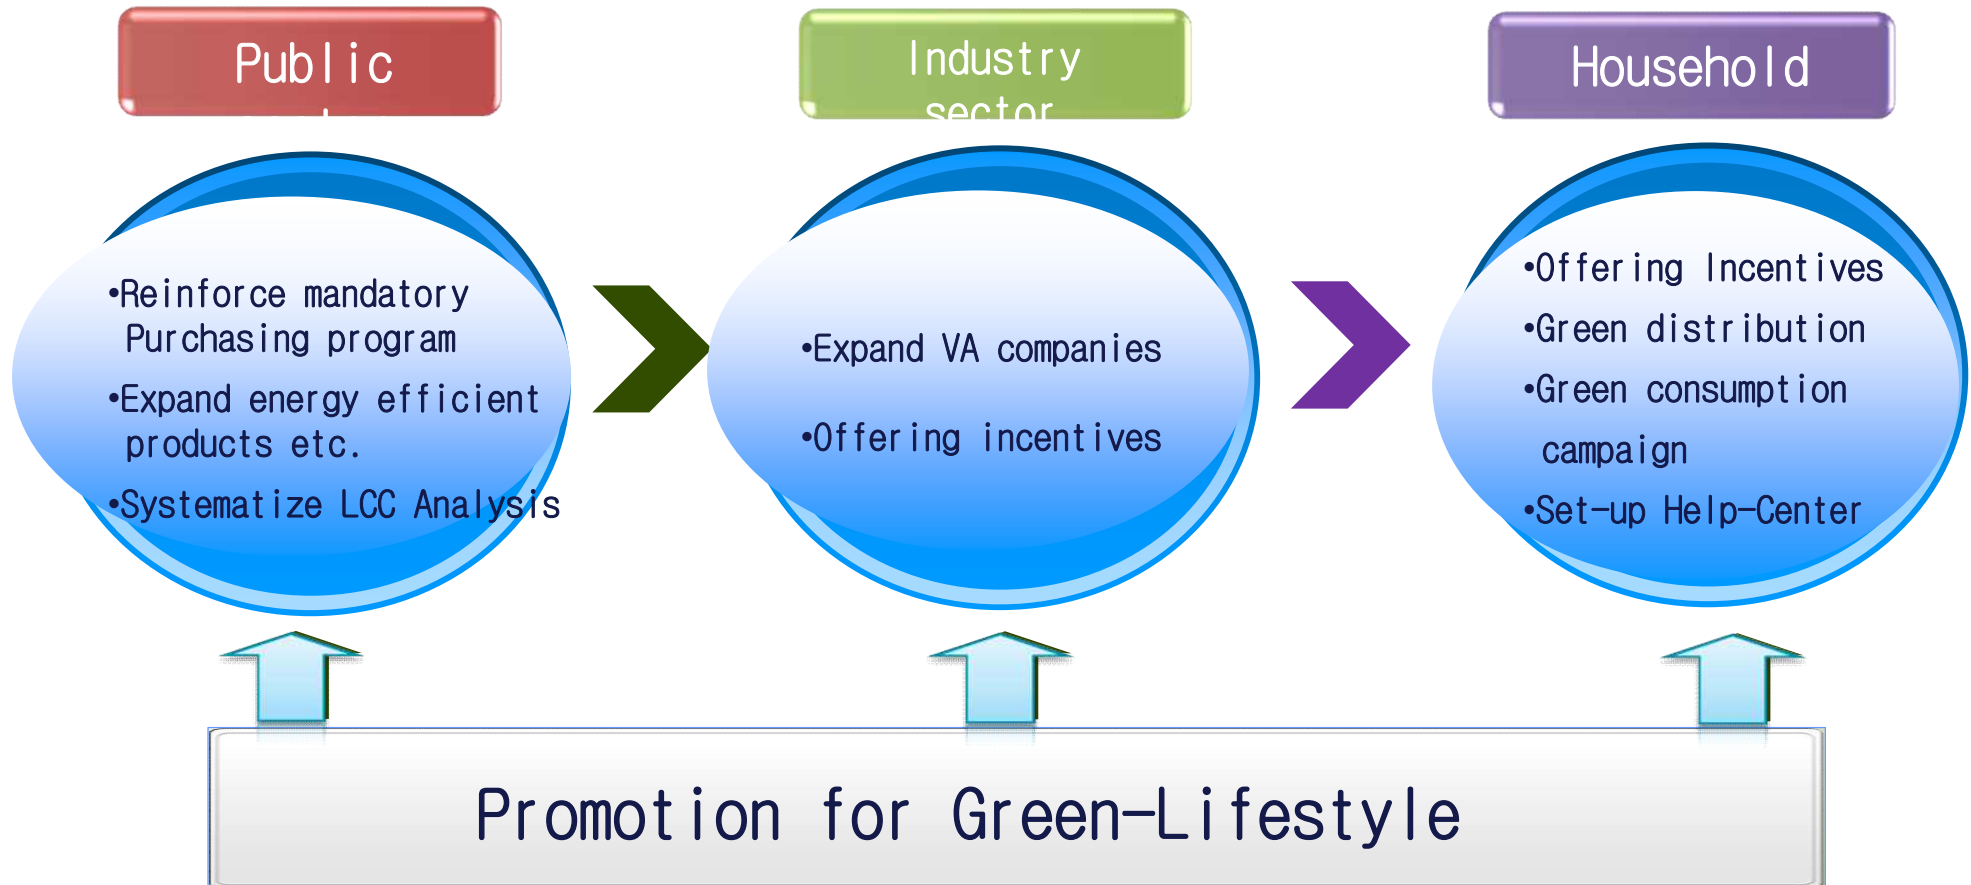 Public
Industry
sector
Household
•Reinforce mandatory
Purchasing program
•Expand energy efficient
products etc.
•Systematize LCC Analysis
•Expand VA companies
•Offering incentives
•Offering Incentives
•Green distribution
•Green consumption
campaign
•Set-up Help-Center
Promotion for Green-Lifestyle